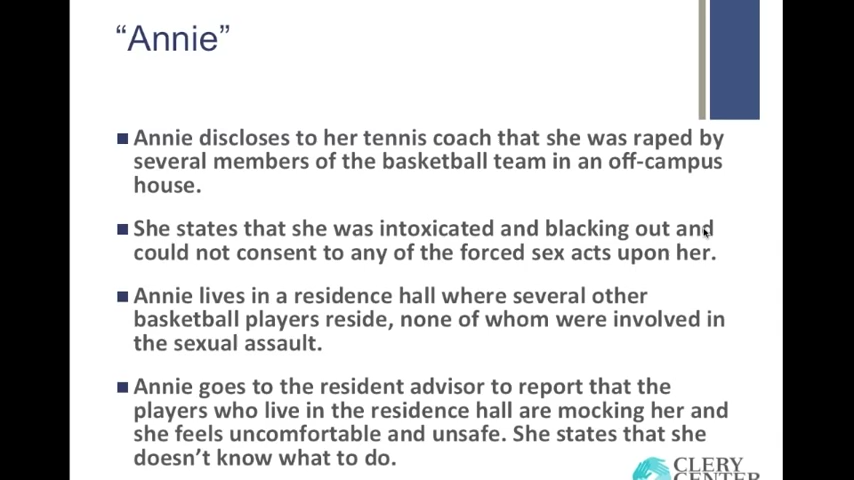 “Annie”
Annie discloses to her tennis coach that she was raped by
several members of the basketball team in an off-campus
house.
She states that she was intoxicated and blacking out and
could not consent to any of the forced sex acts upon her.
Annie lives in a residence hall where several other
basketball players reside, none of whom were involved in
the sexual assault.
Annie goes to the resident advisor to report that the
players who live in the residence hall are mocking her and
she feels uncomfortable and unsafe. She states that she
doesn’t know what to do.
CLERY
CENTER